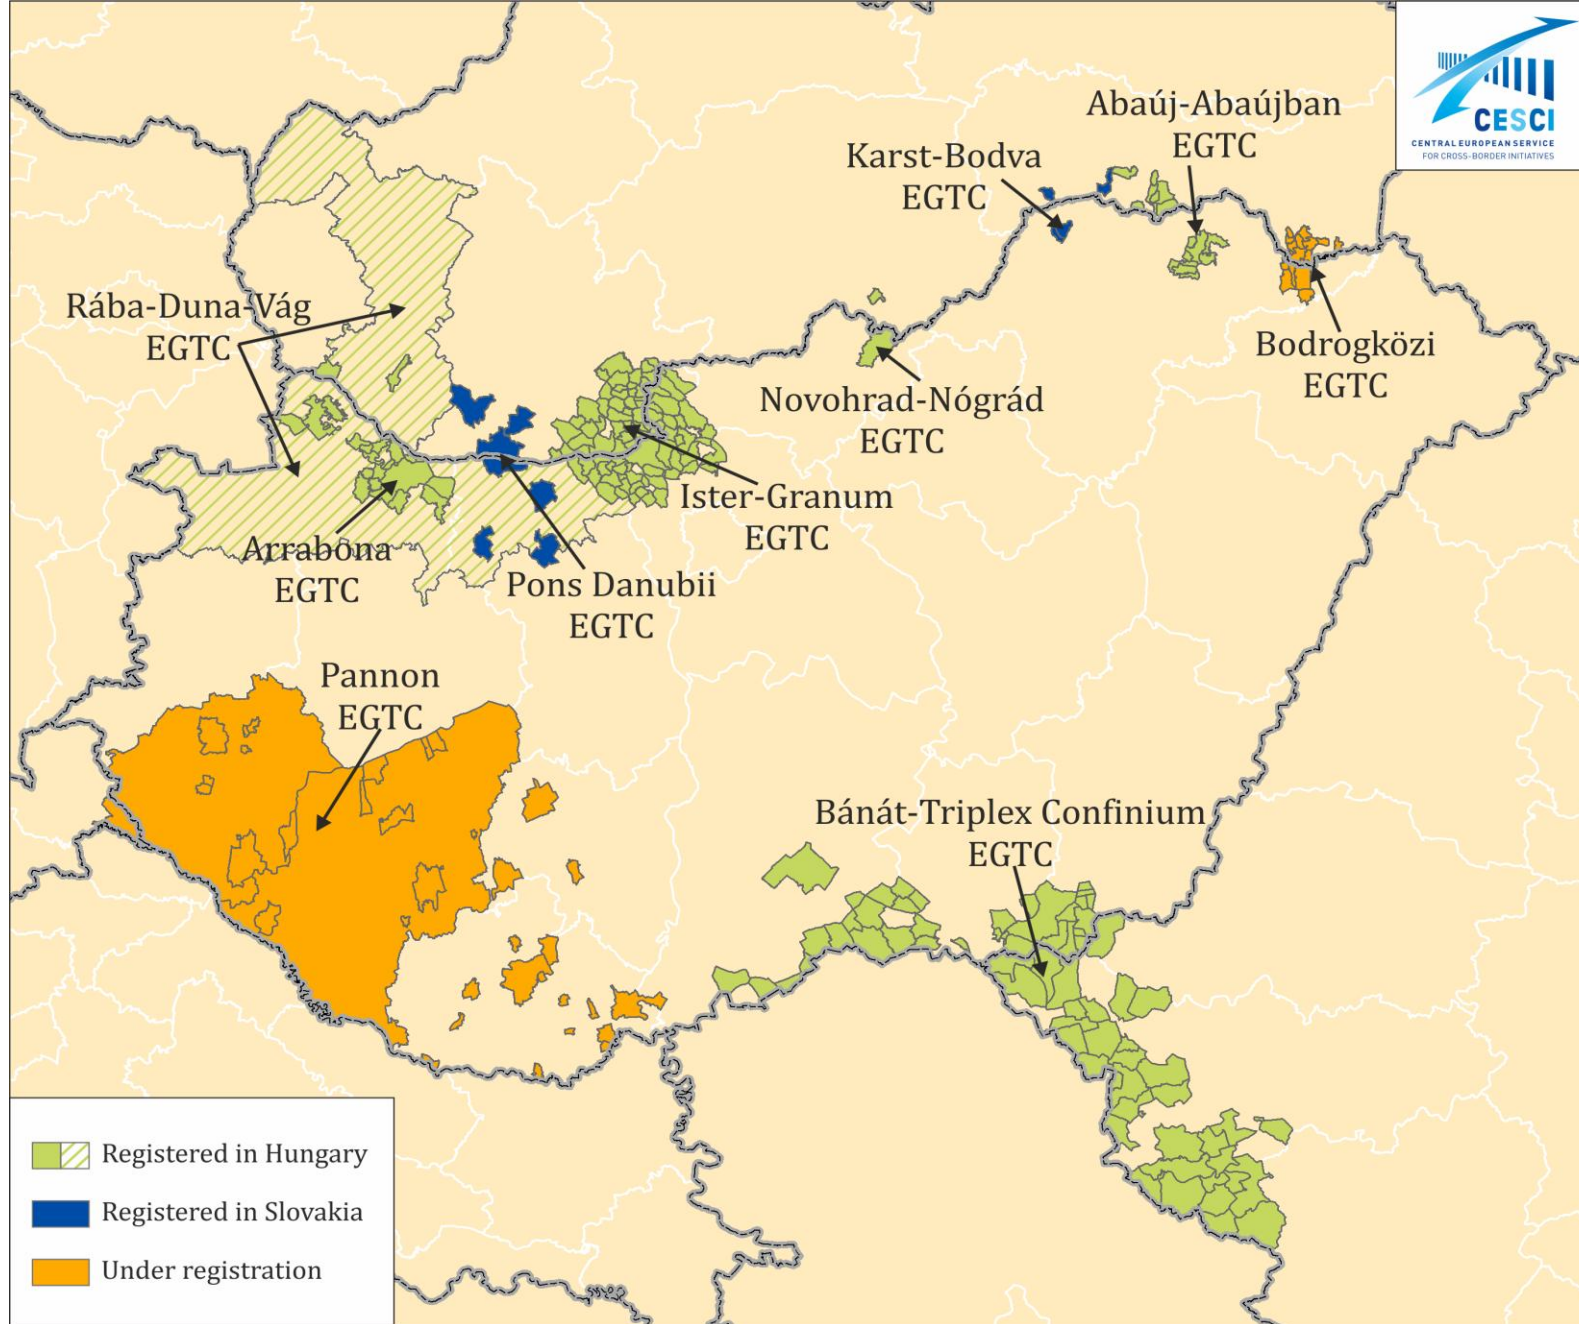 CESCI
CENTRAL EUROPEAN SERVICE
FOR CROSS-BORDER INITIATIVES
Abaúj-Abaújban
EGTC
Karst-Bodva
EGTC
Rába-Duna-Vág
EGTC
Bodrogközi
EGTC
Novohrad-Nógrád
EGTC
Ister-Granum
EGTC
Arrabona
EGTC
Pons Danubii
EGTC
Pannon
EGTC
Bánát-Triplex Confinium
EGTC
Registered in Hungary
Registered in Slovakia
Under registration